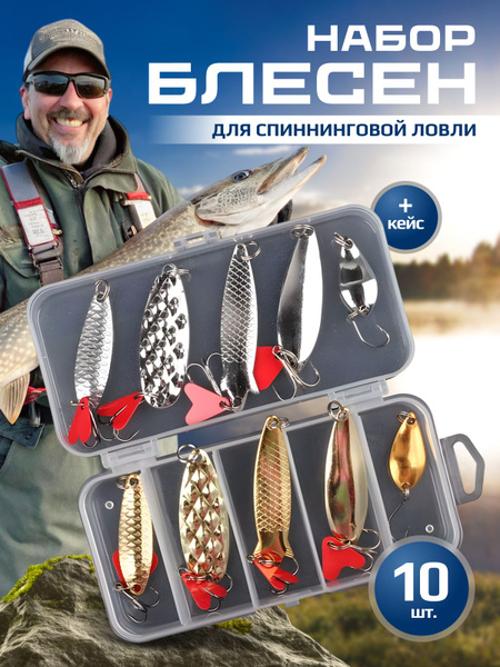 НАБОР
БЛЕСЕН
ДЛЯ СПИННИНГОВОЙ ЛОВЛИ
+
кейс
10
шт.